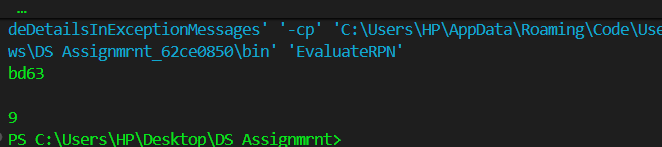 …
deDetailsInExceptionMessages' '-cp' 'C:\Users\HP\AppData\Roaming\Code\Use
ws\DS Assignmrnt_62ce0850\bin' 'EvaluateRPN'
bd63
9
PS C:\Users\HP\Desktop\DS Assignmrnt>